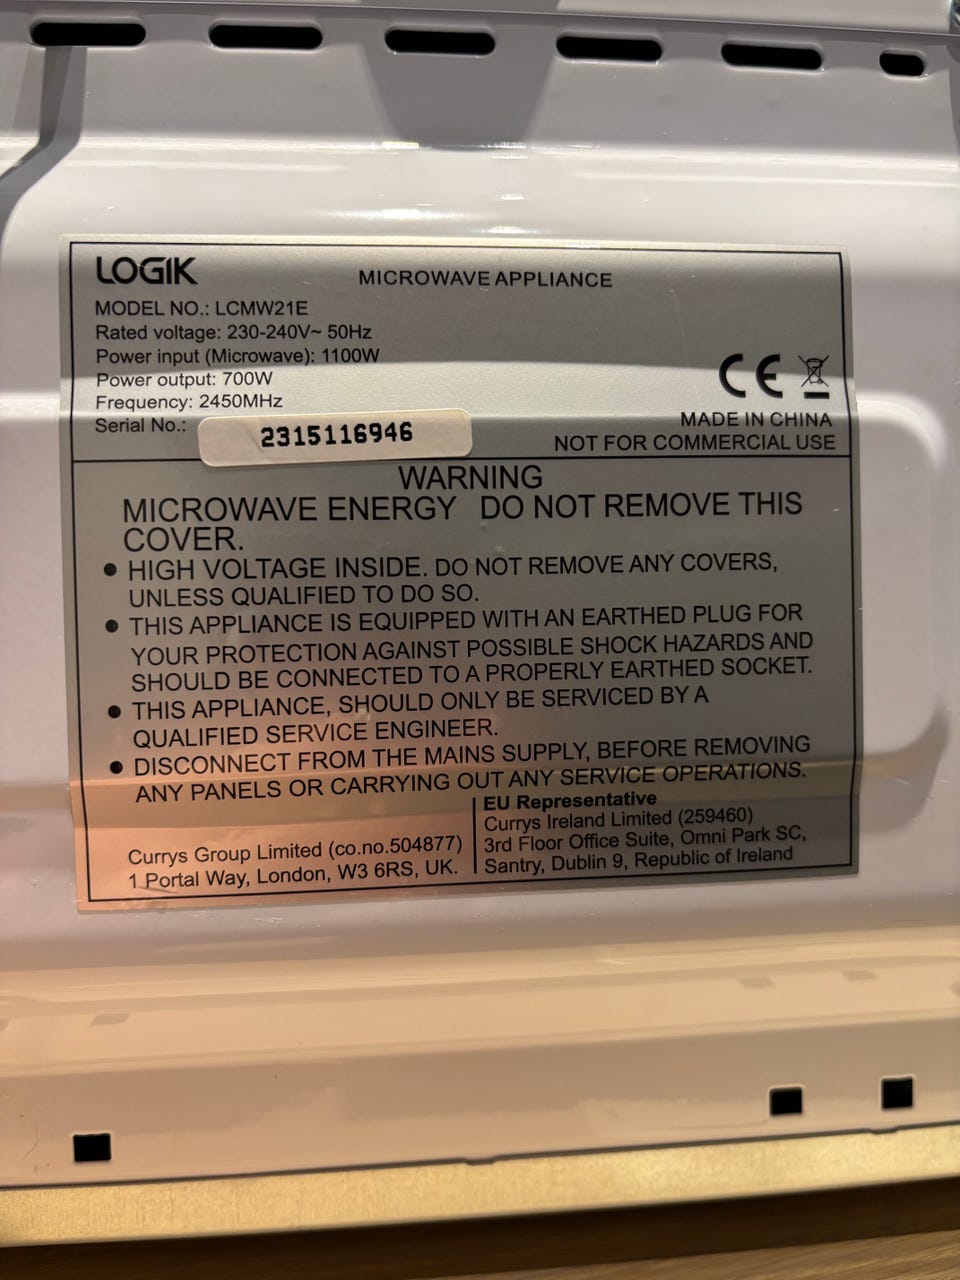 LOGIK
MICROWAVE APPLIANCE
MODEL NO.: LCMW21E
Rated voltage: 230-240V~ 50Hz
Power input (Microwave): 1100W
Power output: 700W
Frequency: 2450MHz
Serial No.: 2315116946
CE
MADE IN CHINA
NOT FOR COMMERCIAL USE
WARNING
MICROWAVE ENERGY DO NOT REMOVE THIS
COVER.
• HIGH VOLTAGE INSIDE. DO NOT REMOVE ANY COVERS,
UNLESS QUALIFIED TO DO SO.
• THIS APPLIANCE IS EQUIPPED WITH AN EARTHED PLUG FOR
YOUR PROTECTION AGAINST POSSIBLE SHOCK HAZARDS AND
SHOULD BE CONNECTED TO A PROPERLY EARTHED SOCKET.
• THIS APPLIANCE, SHOULD ONLY BE SERVICED BY A
QUALIFIED SERVICE ENGINEER.
• DISCONNECT FROM THE MAINS SUPPLY, BEFORE REMOVING
ANY PANELS OR CARRYING OUT ANY SERVICE OPERATIONS.
Currys Group Limited (co.no.504877)
1 Portal Way, London, W3 6RS, UK.
EU Representative
Currys Ireland Limited (259460)
3rd Floor Office Suite, Omni Park SC,
Santry, Dublin 9, Republic of Ireland